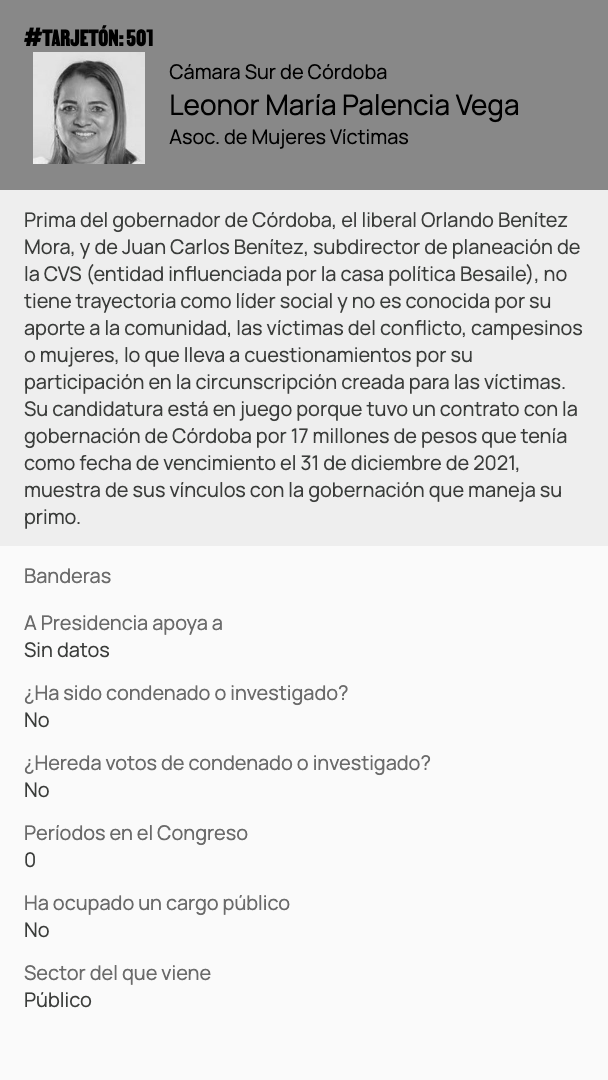 #TARJETÓN: 501
Cámara Sur de Córdoba
Leonor María Palencia Vega
Asoc. de Mujeres Víctimas
Prima del gobernador de Córdoba, el liberal Orlando Benítez
Mora, y de Juan Carlos Benítez, subdirector de planeación de
la CVS (entidad influenciada por la casa política Besaile), no
tiene trayectoria como líder social y no es conocida por su
aporte a la comunidad, las víctimas del conflicto, campesinos
o mujeres, lo que lleva a cuestionamientos por su
participación en la circunscripción creada para las víctimas.
Su candidatura está en juego porque tuvo un contrato con la
gobernación de Córdoba por 17 millones de pesos que tenía
como fecha de vencimiento el 31 de diciembre de 2021,
muestra de sus vínculos con la gobernación que maneja su
primo.
Banderas
A Presidencia apoya a
Sin datos
¿Ha sido condenado o investigado?
No
¿Hereda votos de condenado o investigado?
No
Períodos en el Congreso
0
Ha ocupado un cargo público
No
Sector del que viene
Público